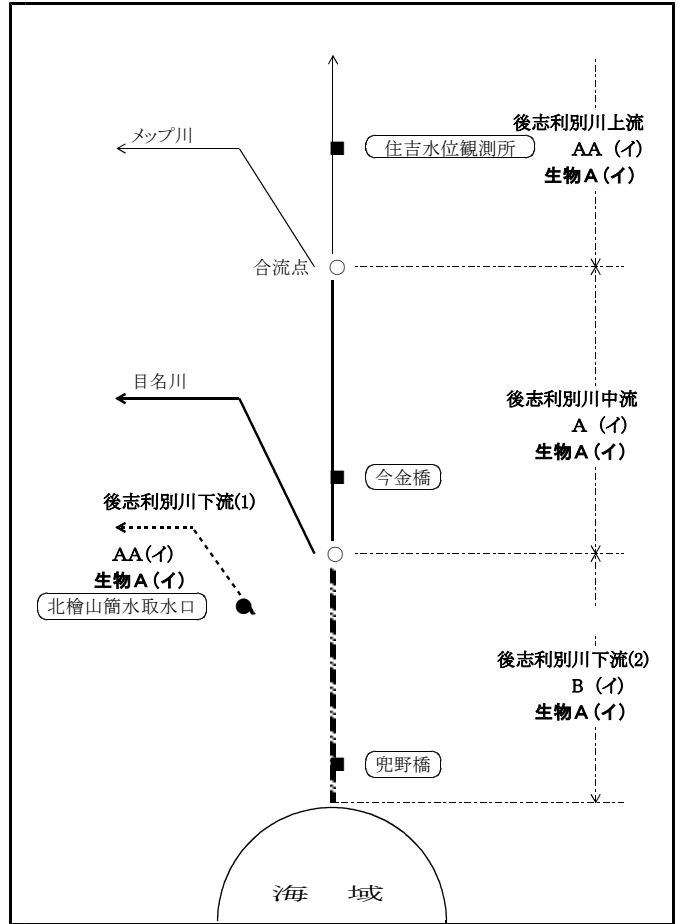 後志利別川上流
メップ川
住吉水位観測所
AA (イ)
生物A(イ)
合流点
目名川
後志利別川中流
A (イ)
生物A(イ)
今金橋
後志利別川下流(1)
AA(イ)
生物A(イ)
北檜山簡水取水口
後志利別川下流(2)
B (イ)
生物A(イ)
兜野橋
海 域